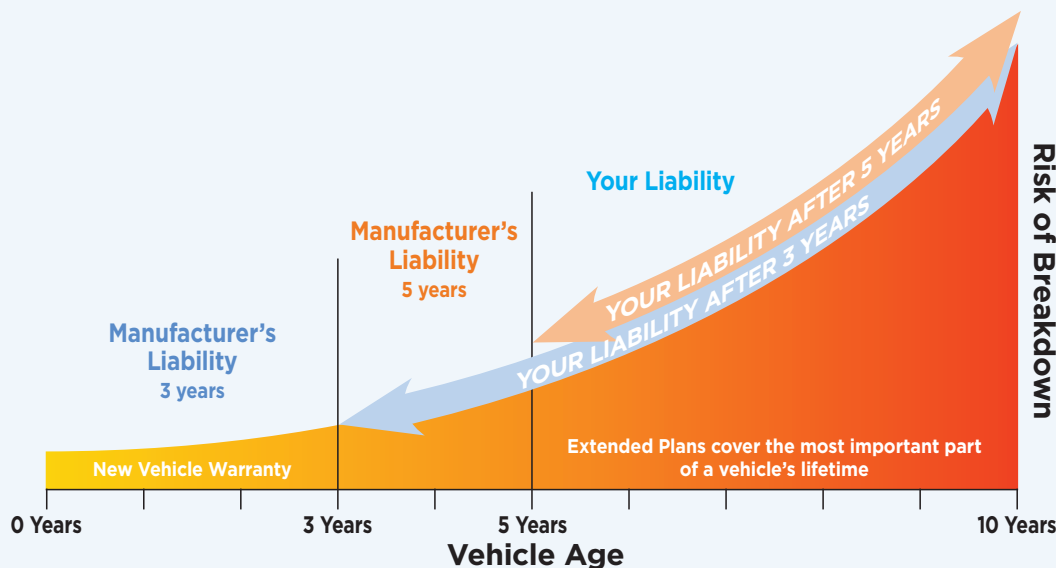 Your Liability
Manufacturer's
Liability
5 years
Manufacturer's
Liability
3 years
YOUR LIABILITY AFTER 5 YEARS
YOUR LIABILITY AFTER 3 YEARS
Risk of Breakdown
New Vehicle Warranty
Extended Plans cover the most important part
of a vehicle's lifetime
0 Years
3 Years
5 Years
10 Years
Vehicle Age